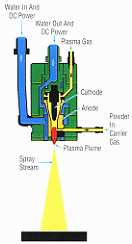 Water In And
DC Power
Water Out And
DC Power
Plasma Gas
Cathode
Anode
Powder
In
Carrier
Gas
Plasma Plume
Spray
Stream